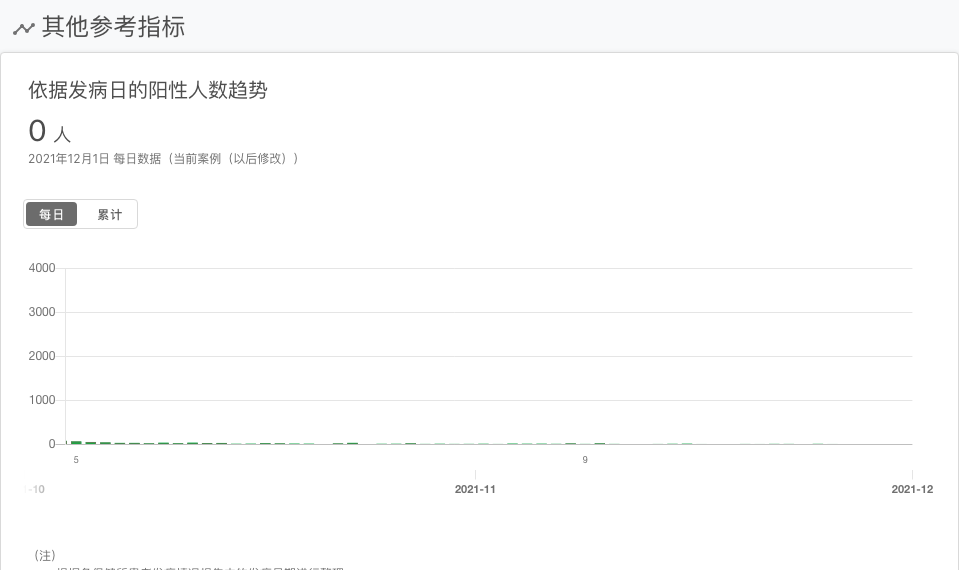 其他参考指标
依据发病日的阳性人数趋势
0 人
2021年12月1日 每日数据（当前案例（以后修改））
每日 累计
4000
3000
2000
1000
0
5 9
-10 2021-11 2021-12
（注）